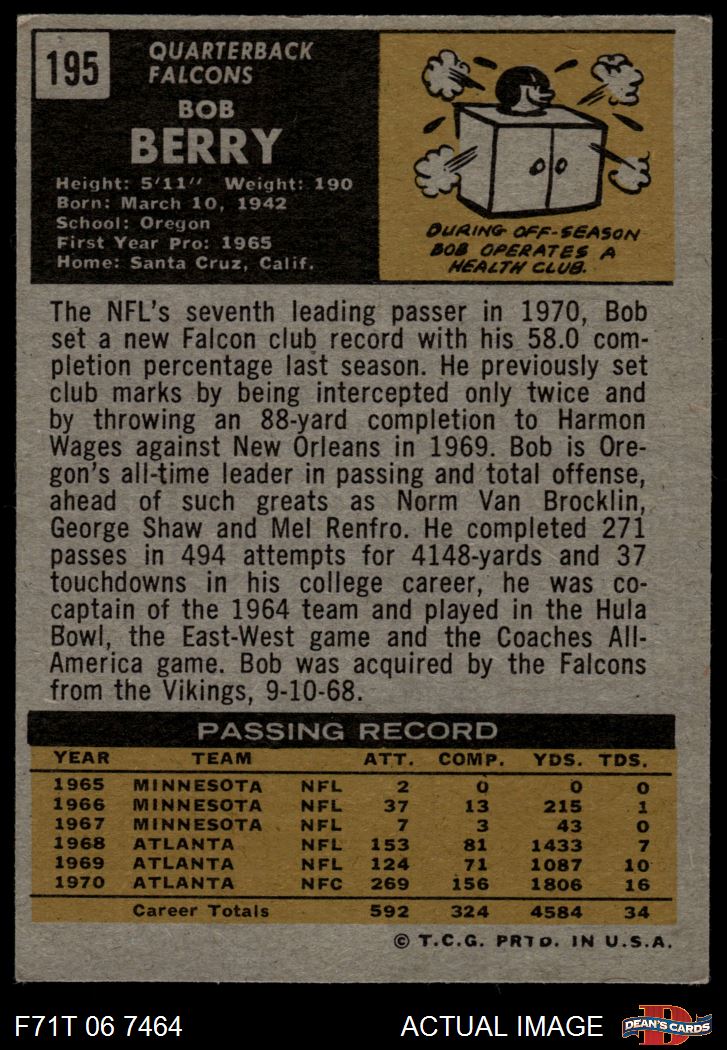 195
QUARTERBACK
FALCONS
BOB
BERRY
Height: 5'11" Weight: 190
Born: March 10, 1942
School: Oregon
First Year Pro: 1965
Home: Santa Cruz, Calif.
DURING OFF-SEASON
BOB OPERATES A
HEALTH CLUB.
The NFL's seventh leading passer in 1970, Bob
set a new Falcon club record with his 58.0 com-
pletion percentage last season. He previously set
club marks by being intercepted only twice and
by throwing an 88-yard completion to Harmon
Wages against New Orleans in 1969. Bob is Ore-
gon's all-time leader in passing and total offense,
ahead of such greats as Norm Van Brocklin,
George Shaw and Mel Renfro. He completed 271
passes in 494 attempts for 4148-yards and 37
touchdowns in his college career, he was co-
captain of the 1964 team and played in the Hula
Bowl, the East-West game and the Coaches All-
America game. Bob was acquired by the Falcons
from the Vikings, 9-10-68.
PASSING RECORD
YEAR TEAM ATT. COMP. YDS. TDS.
1965 MINNESOTA NFL 2 0 0 0
1966 MINNESOTA NFL 37 13 215 1
1967 MINNESOTA NFL 7 3 43 0
1968 ATLANTA NFL 153 81 1433 7
1969 ATLANTA NFL 124 71 1087 10
1970 ATLANTA NFC 269 156 1806 16
Career Totals 592 324 4584 34
© T.C.G. PRTD. IN U.S.A.
F71T 06 7464 ACTUAL IMAGE D DEAN'S CARDS